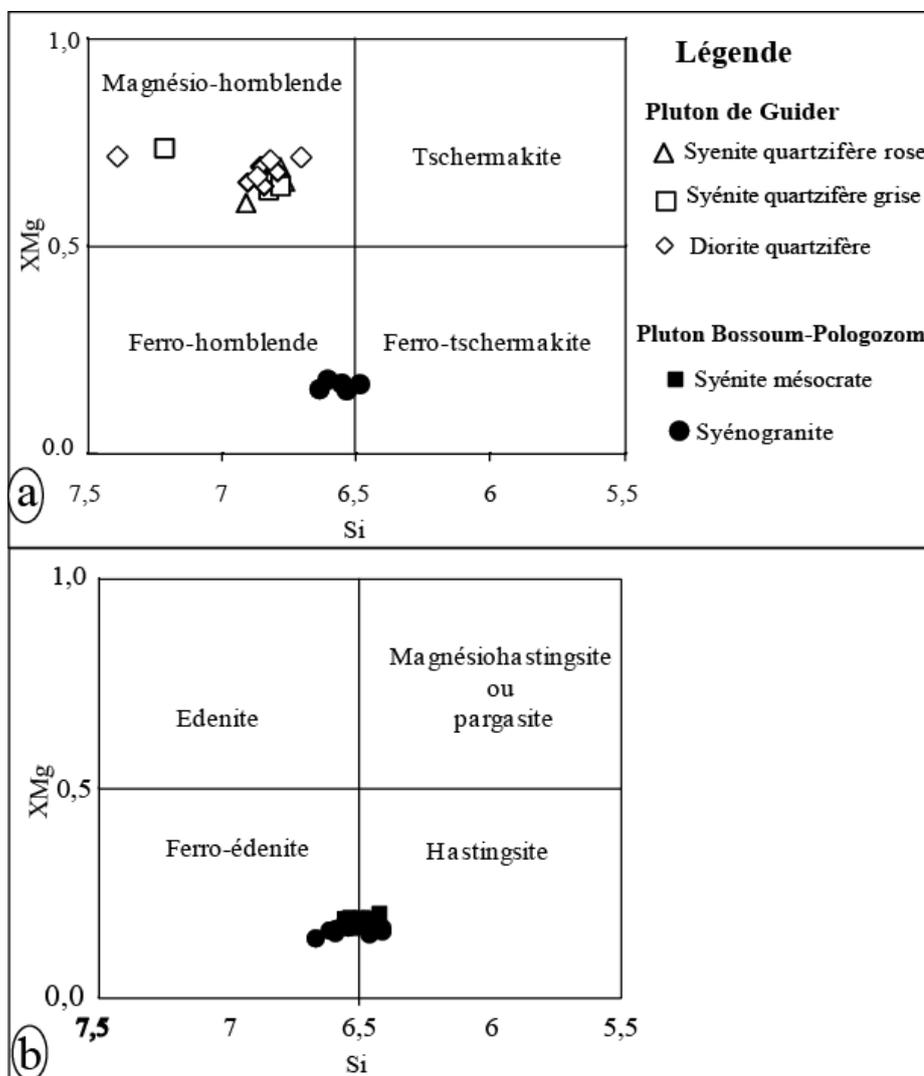 1,0
Magnésio-hornblende
Tschermakite
XMg
0,5
Ferro-hornblende
Ferro-tschermakite
0.0
a
7,5 7 6,5 6 5,5
Si
Légende
Pluton de Guider
Syenite quartzifère rose
Syénite quartzifère grise
Diorite quartzifère
Pluton Bossoum-Pologozom
Syénite mésocrate
Syénogranite
1,0
Edenite
Magnésiohastingsite
ou
pargasite
XMg
0,5
Ferro-édenite
Hastingsite
0,0
b
7,5 7 6,5 6 5,5
Si